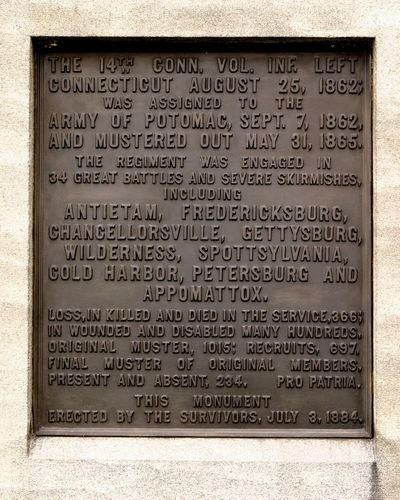 THE 14TH CONN. VOL. INF. LEFT
CONNECTICUT AUGUST 25, 1862;
WAS ASSIGNED TO THE
ARMY OF POTOMAC, SEPT. 7, 1862,
AND MUSTERED OUT MAY 31, 1865.
THE REGIMENT WAS ENGAGED IN
34 GREAT BATTLES AND SEVERE SKIRMISHES,
INCLUDING
ANTIETAM, FREDERICKSBURG,
CHANCELLORSVILLE, GETTYSBURG,
WILDERNESS, SPOTTSYLVANIA,
COLD HARBOR, PETERSBURG AND
APPOMATTOX.
LOSS, IN KILLED AND DIED IN THE SERVICE, 366;
IN WOUNDED AND DISABLED MANY HUNDREDS.
ORIGINAL MUSTER, 1015; RECRUITS, 697,
FINAL MUSTER OF ORIGINAL MEMBERS,
PRESENT AND ABSENT, 234. PRO PATRIA.
THIS MONUMENT
ERECTED BY THE SURVIVORS, JULY 3, 1884.